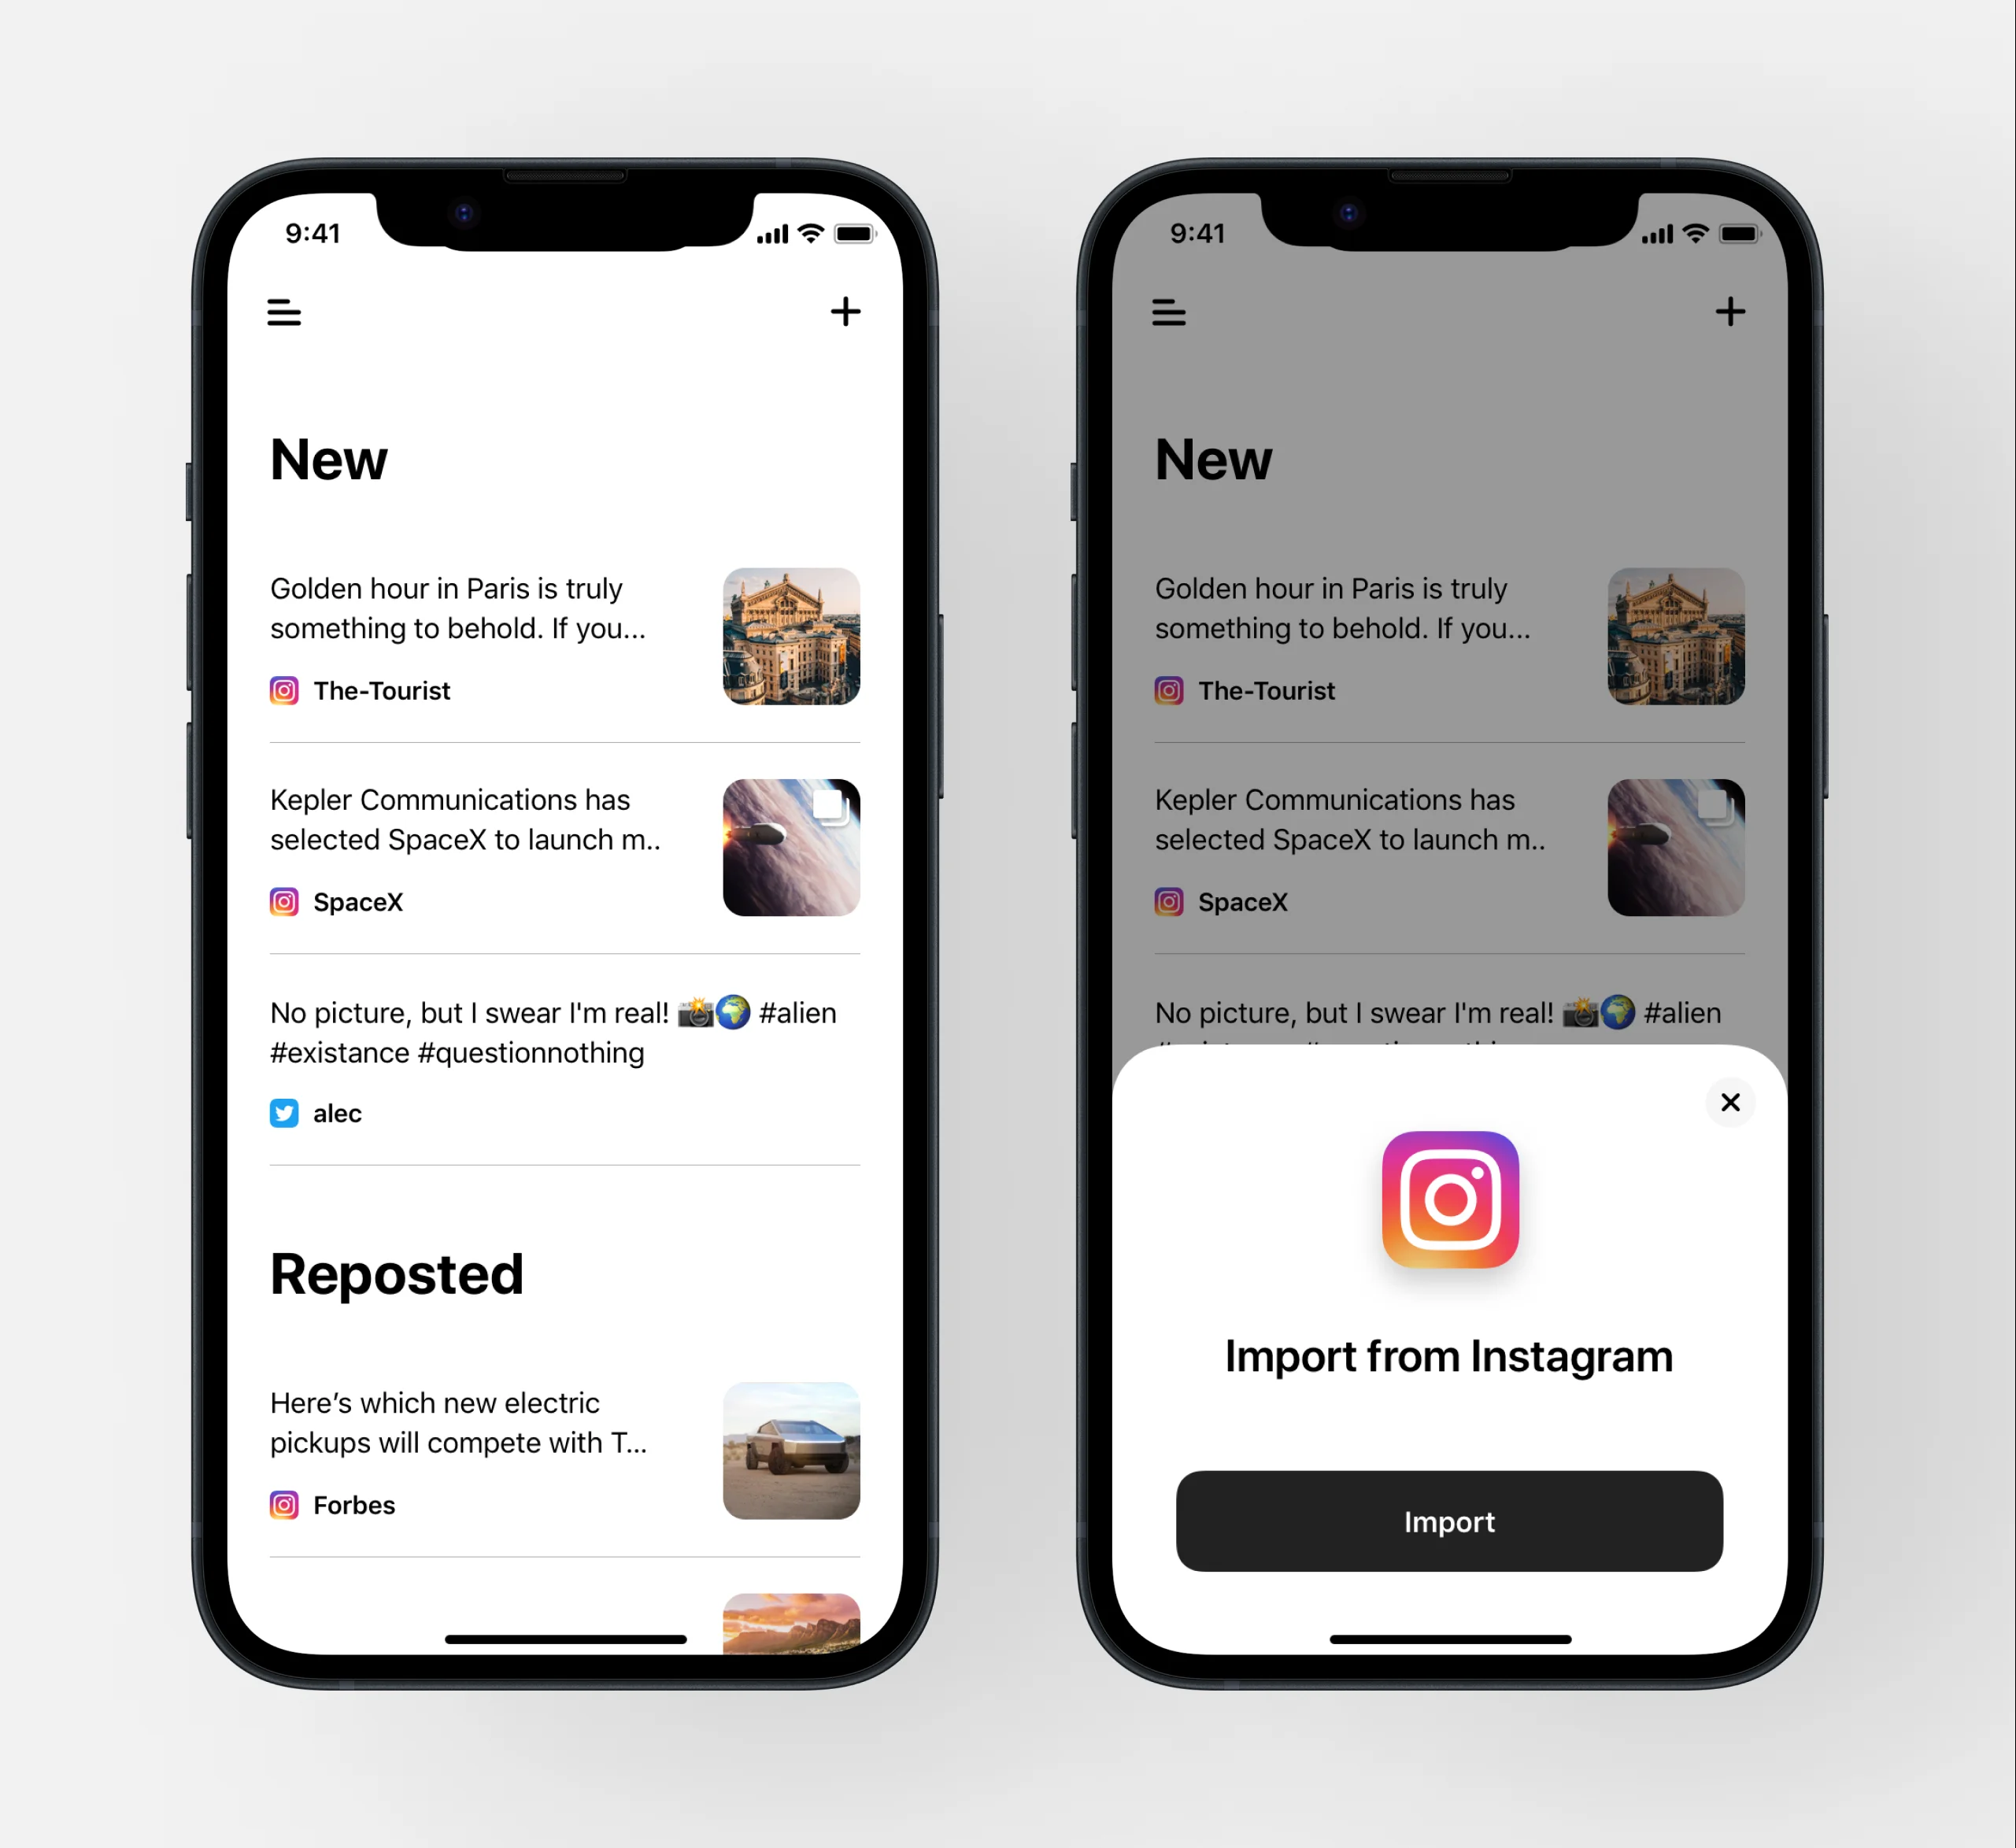 9:41
New
Golden hour in Paris is truly
something to behold. If you...
The-Tourist
Kepler Communications has
selected SpaceX to launch m..
SpaceX
No picture, but I swear I'm real! 📸🌍 #alien
#existance #questionnothing
alec
Reposted
Here’s which new electric
pickups will compete with T...
Forbes
9:41
New
Golden hour in Paris is truly
something to behold. If you...
The-Tourist
Kepler Communications has
selected SpaceX to launch m..
SpaceX
No picture, but I swear I'm real! 📸🌍 #alien
Import from Instagram
Import